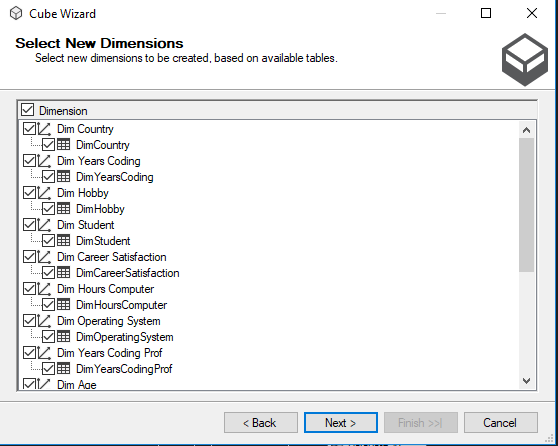 Cube Wizard
Select New Dimensions
Select new dimensions to be created, based on available tables.
Dimension
Dim Country
DimCountry
Dim Years Coding
DimYearsCoding
Dim Hobby
DimHobby
Dim Student
DimStudent
Dim Career Satisfaction
DimCareerSatisfaction
Dim Hours Computer
DimHoursComputer
Dim Operating System
DimOperatingSystem
Dim Years Coding Prof
DimYearsCodingProf
Dim Age
< Back
Next >
Finish >>|
Cancel